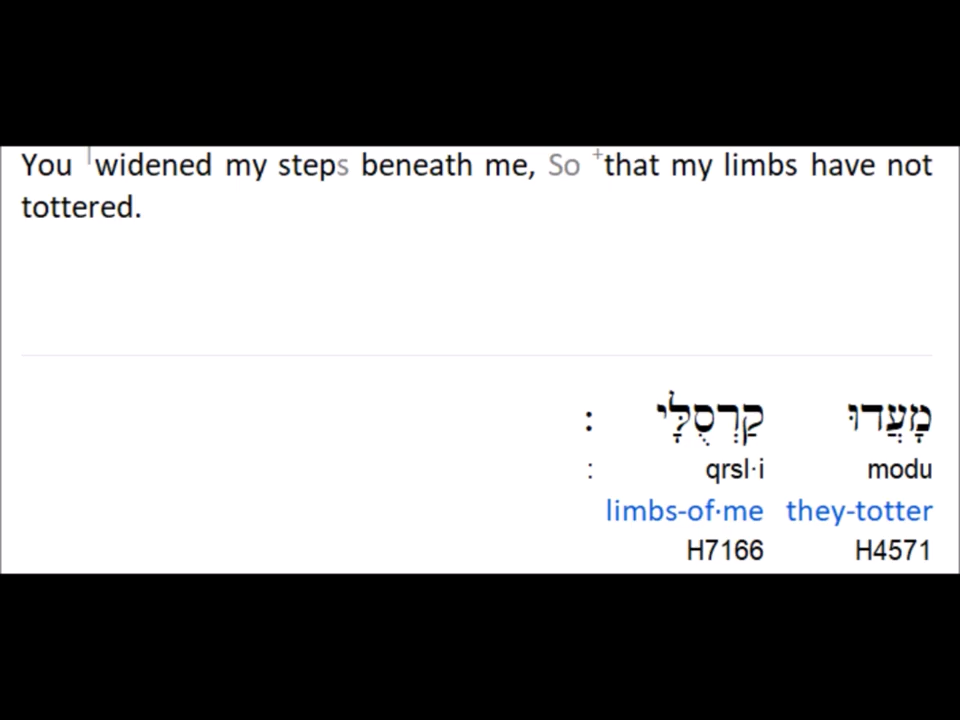 You |widened my steps beneath me, So +that my limbs have not
tottered.
מָעֲדוּ קַרְסֻלָּֽי ׃
: qrsl·i modu
limbs-of·me they-totter
H7166 H4571